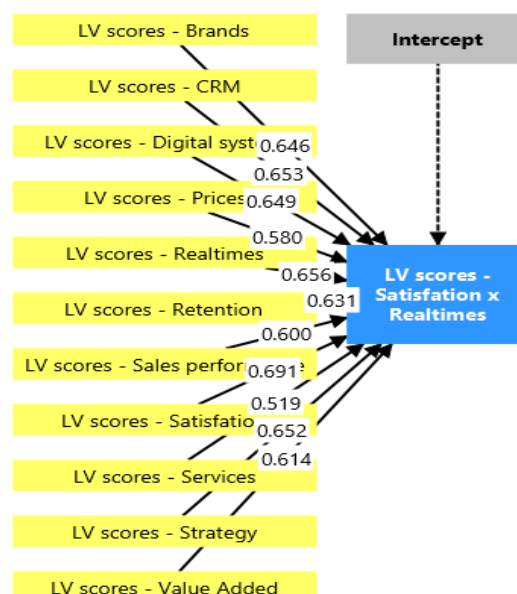 LV scores - Brands
Intercept
LV scores - CRM
LV scores - Digital syst
0.646
0.653
LV scores - Prices
0.649
0.580
LV scores - Realtimes
0.656
LV scores -
Satisfation x
Realtimes
0.631
LV scores - Retention
0.600
LV scores - Sales perfor e
0.691
0.519
LV scores - Satisfatio
0.652
0.614
LV scores - Services
LV scores - Strategy
LV scores - Value Added